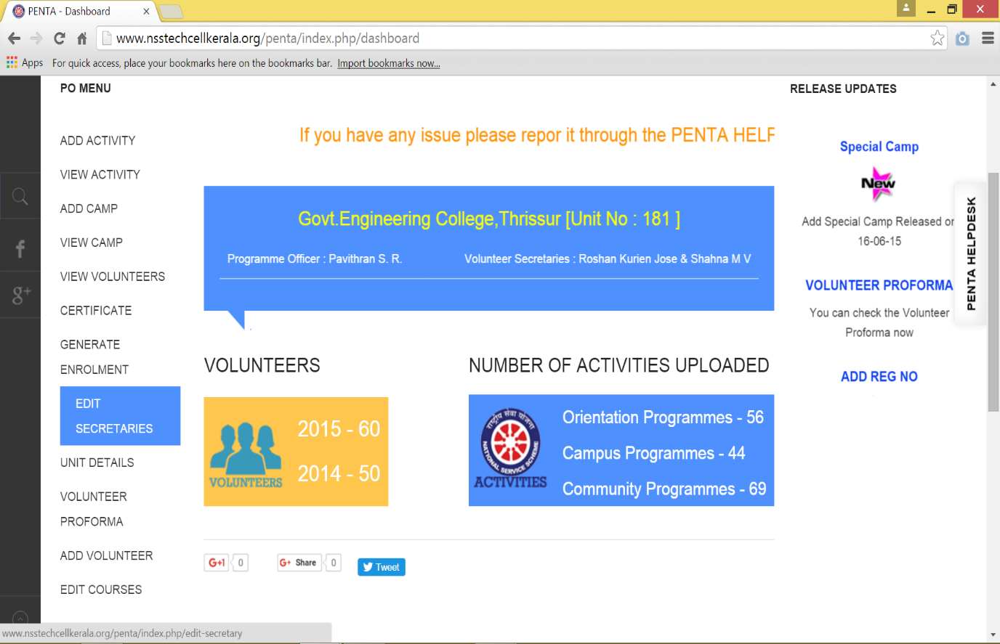 PENTA - Dashboard
www.nsstechcellkerala.org/penta/index.php/dashboard
Apps For quick access, place your bookmarks here on the bookmarks bar. Import bookmarks now...
PO MENU
ADD ACTIVITY
VIEW ACTIVITY
ADD CAMP
VIEW CAMP
VIEW VOLUNTEERS
CERTIFICATE
GENERATE
ENROLMENT
EDIT
SECRETARIES
UNIT DETAILS
VOLUNTEER
PROFORMA
ADD VOLUNTEER
EDIT COURSES
If you have any issue please repor it through the PENTA HELP
Govt.Engineering College,Thrissur [Unit No : 181 ]
Programme Officer : Pavithran S. R. Volunteer Secretaries : Roshan Kurien Jose & Shahna M V
VOLUNTEERS
VOLUNTEERS
2015 - 60
2014 - 50
NUMBER OF ACTIVITIES UPLOADED
राष्ट्रीय सेवा योजना
NATIONAL SERVICE SCHEME
ACTIVITIES
Orientation Programmes - 56
Campus Programmes - 44
Community Programmes - 69
G+1 0
G+ Share 0
Tweet
RELEASE UPDATES
Special Camp
New
Add Special Camp Released on
16-06-15
VOLUNTEER PROFORMA
You can check the Volunteer
Proforma now
ADD REG NO
PENTA HELPDESK
f
g+
www.nsstechcellkerala.org/penta/index.php/edit-secretary